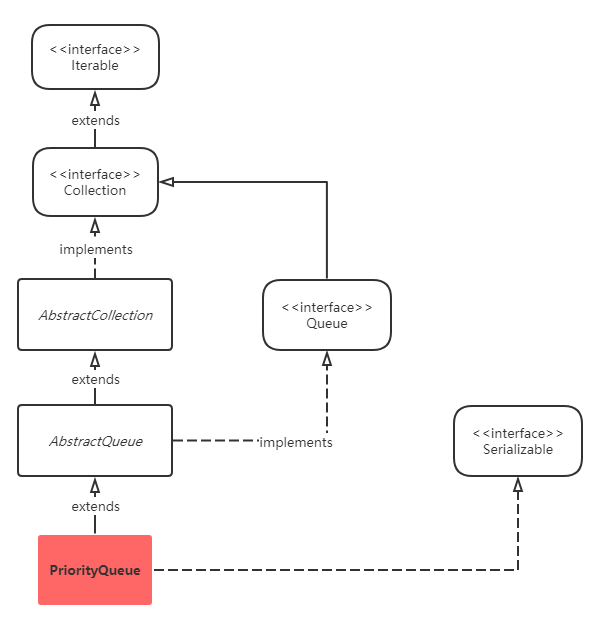 <<interface>>
Iterable
extends
<<interface>>
Collection
implements
AbstractCollection
<<interface>>
Queue
extends
AbstractQueue
implements
<<interface>>
Serializable
extends
PriorityQueue